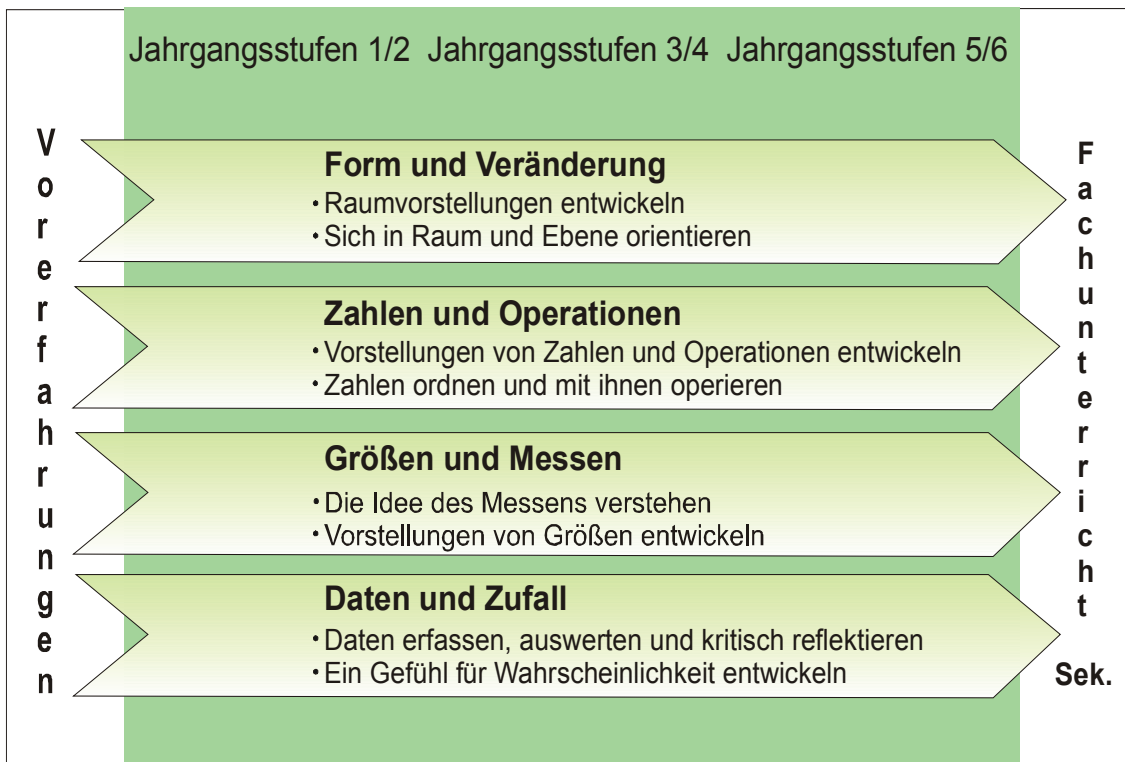 Jahrgangsstufen 1/2 Jahrgangsstufen 3/4 Jahrgangsstufen 5/6
Vorerfahrungen
Form und Veränderung
· Raumvorstellungen entwickeln
· Sich in Raum und Ebene orientieren
Zahlen und Operationen
· Vorstellungen von Zahlen und Operationen entwickeln
· Zahlen ordnen und mit ihnen operieren
Größen und Messen
· Die Idee des Messens verstehen
· Vorstellungen von Größen entwickeln
Daten und Zufall
· Daten erfassen, auswerten und kritisch reflektieren
· Ein Gefühl für Wahrscheinlichkeit entwickeln
Fachunterricht
Sek.